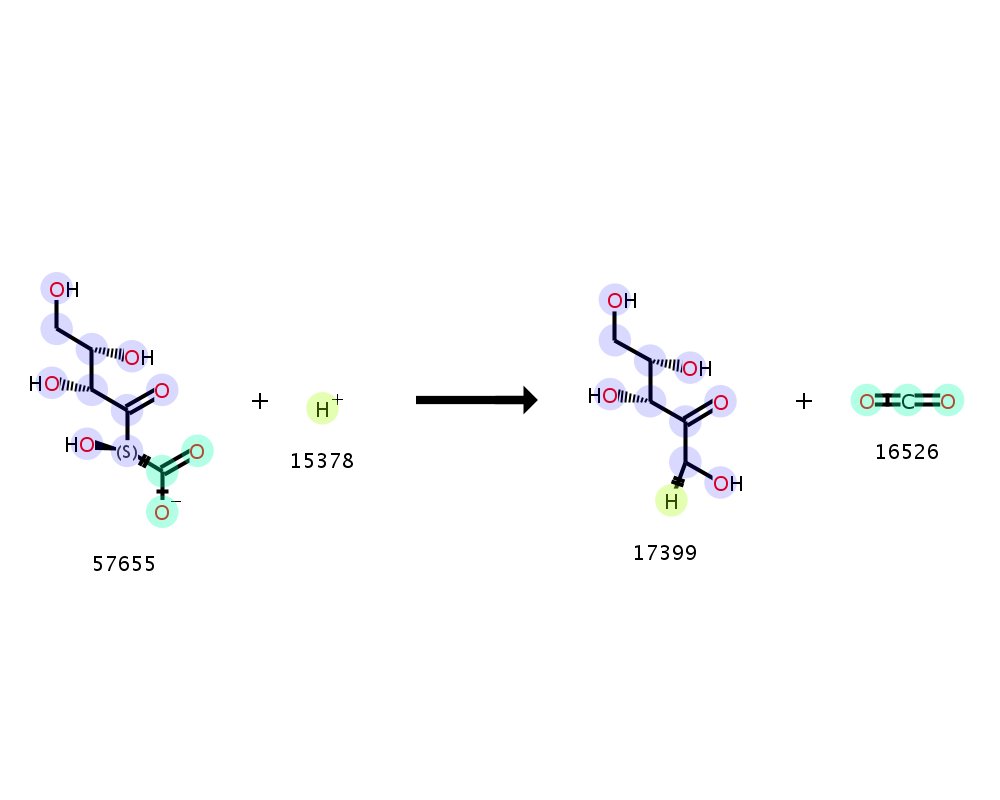 OH
OH
HO
O
HO (S) O
O−
57655
+
H+
15378
OH
OH
HO
O
OH
H
17399
+
O C O
16526